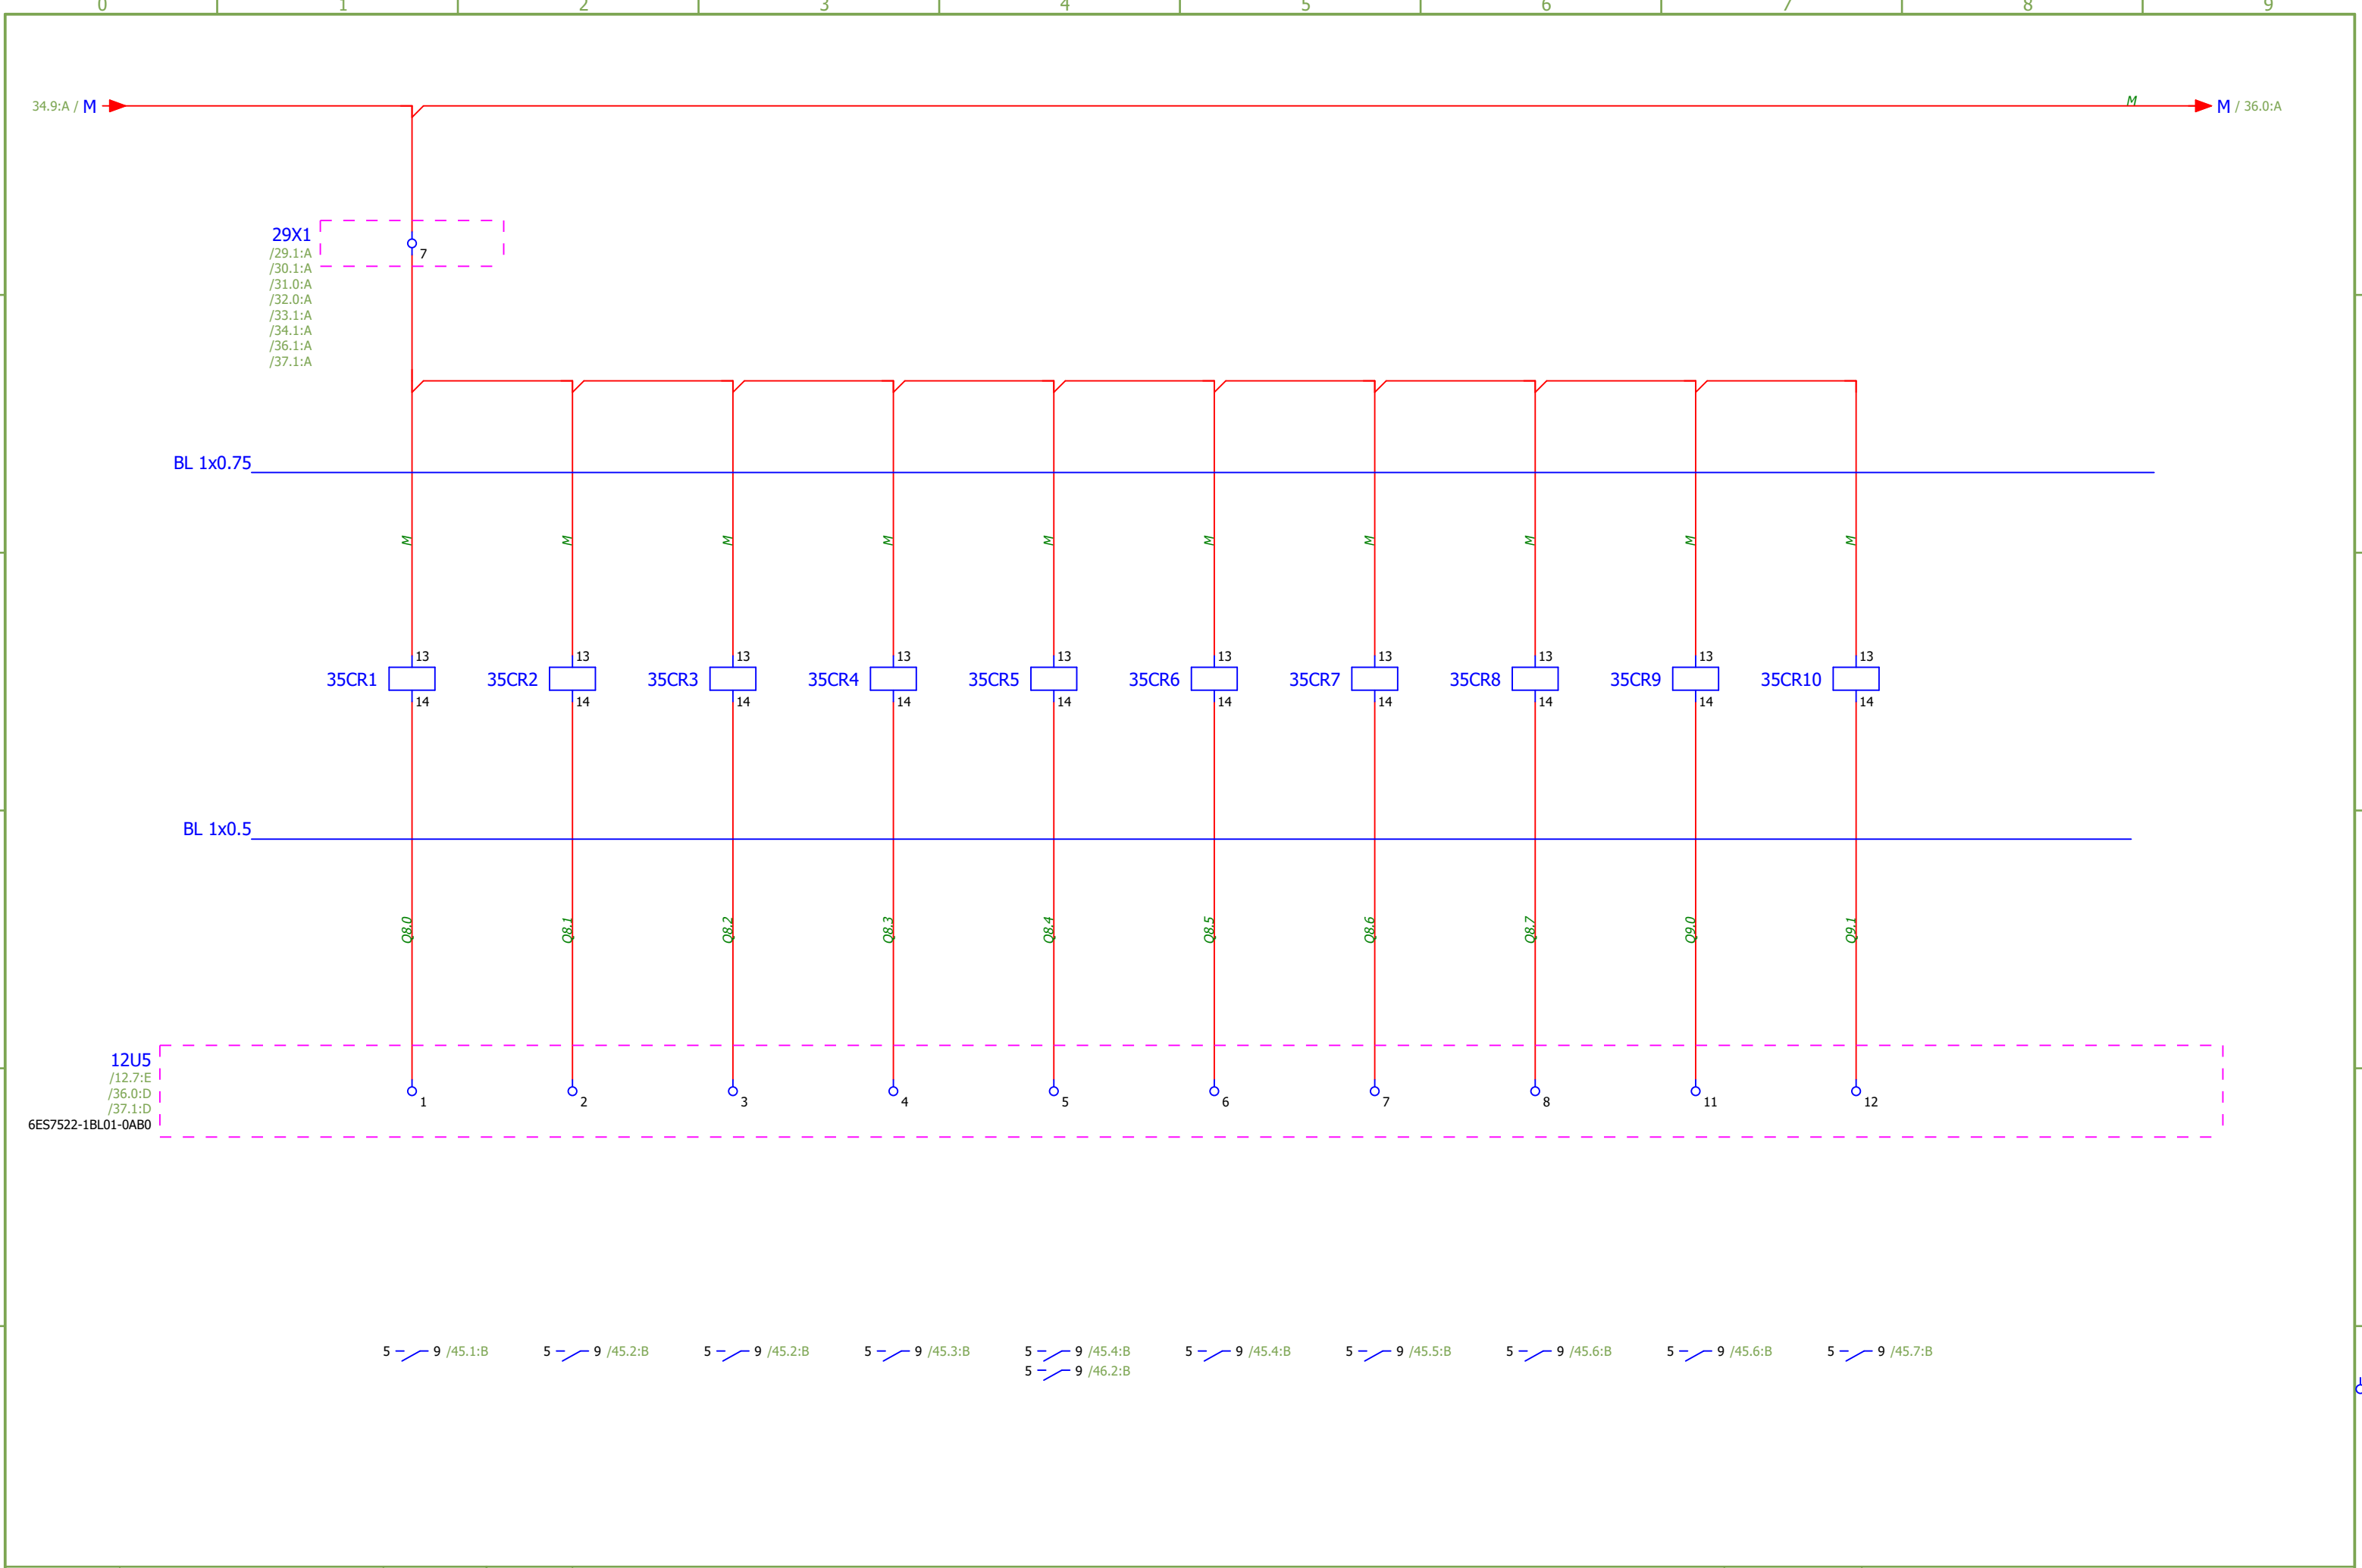 0 1 2 3 4 5 6 7 8 9
34.9:A / M M M / 36.0:A
29X1
/29.1:A
/30.1:A
/31.0:A
/32.0:A
/33.1:A
/34.1:A
/36.1:A
/37.1:A
7
BL 1x0.75
M M M M M M M M M M
13 13 13 13 13 13 13 13 13 13
35CR1 35CR2 35CR3 35CR4 35CR5 35CR6 35CR7 35CR8 35CR9 35CR10
14 14 14 14 14 14 14 14 14 14
BL 1x0.5
Q8.0 Q8.1 Q8.2 Q8.3 Q8.4 Q8.5 Q8.6 Q8.7 Q9.0 Q9.1
12U5
/12.7:E
/36.0:D
/37.1:D
6ES7522-1BL01-0AB0
1 2 3 4 5 6 7 8 11 12
5 9 /45.1:B 5 9 /45.2:B 5 9 /45.2:B 5 9 /45.3:B 5 9 /45.4:B 5 9 /45.4:B 5 9 /45.5:B 5 9 /45.6:B 5 9 /45.6:B 5 9 /45.7:B
5 9 /46.2:B